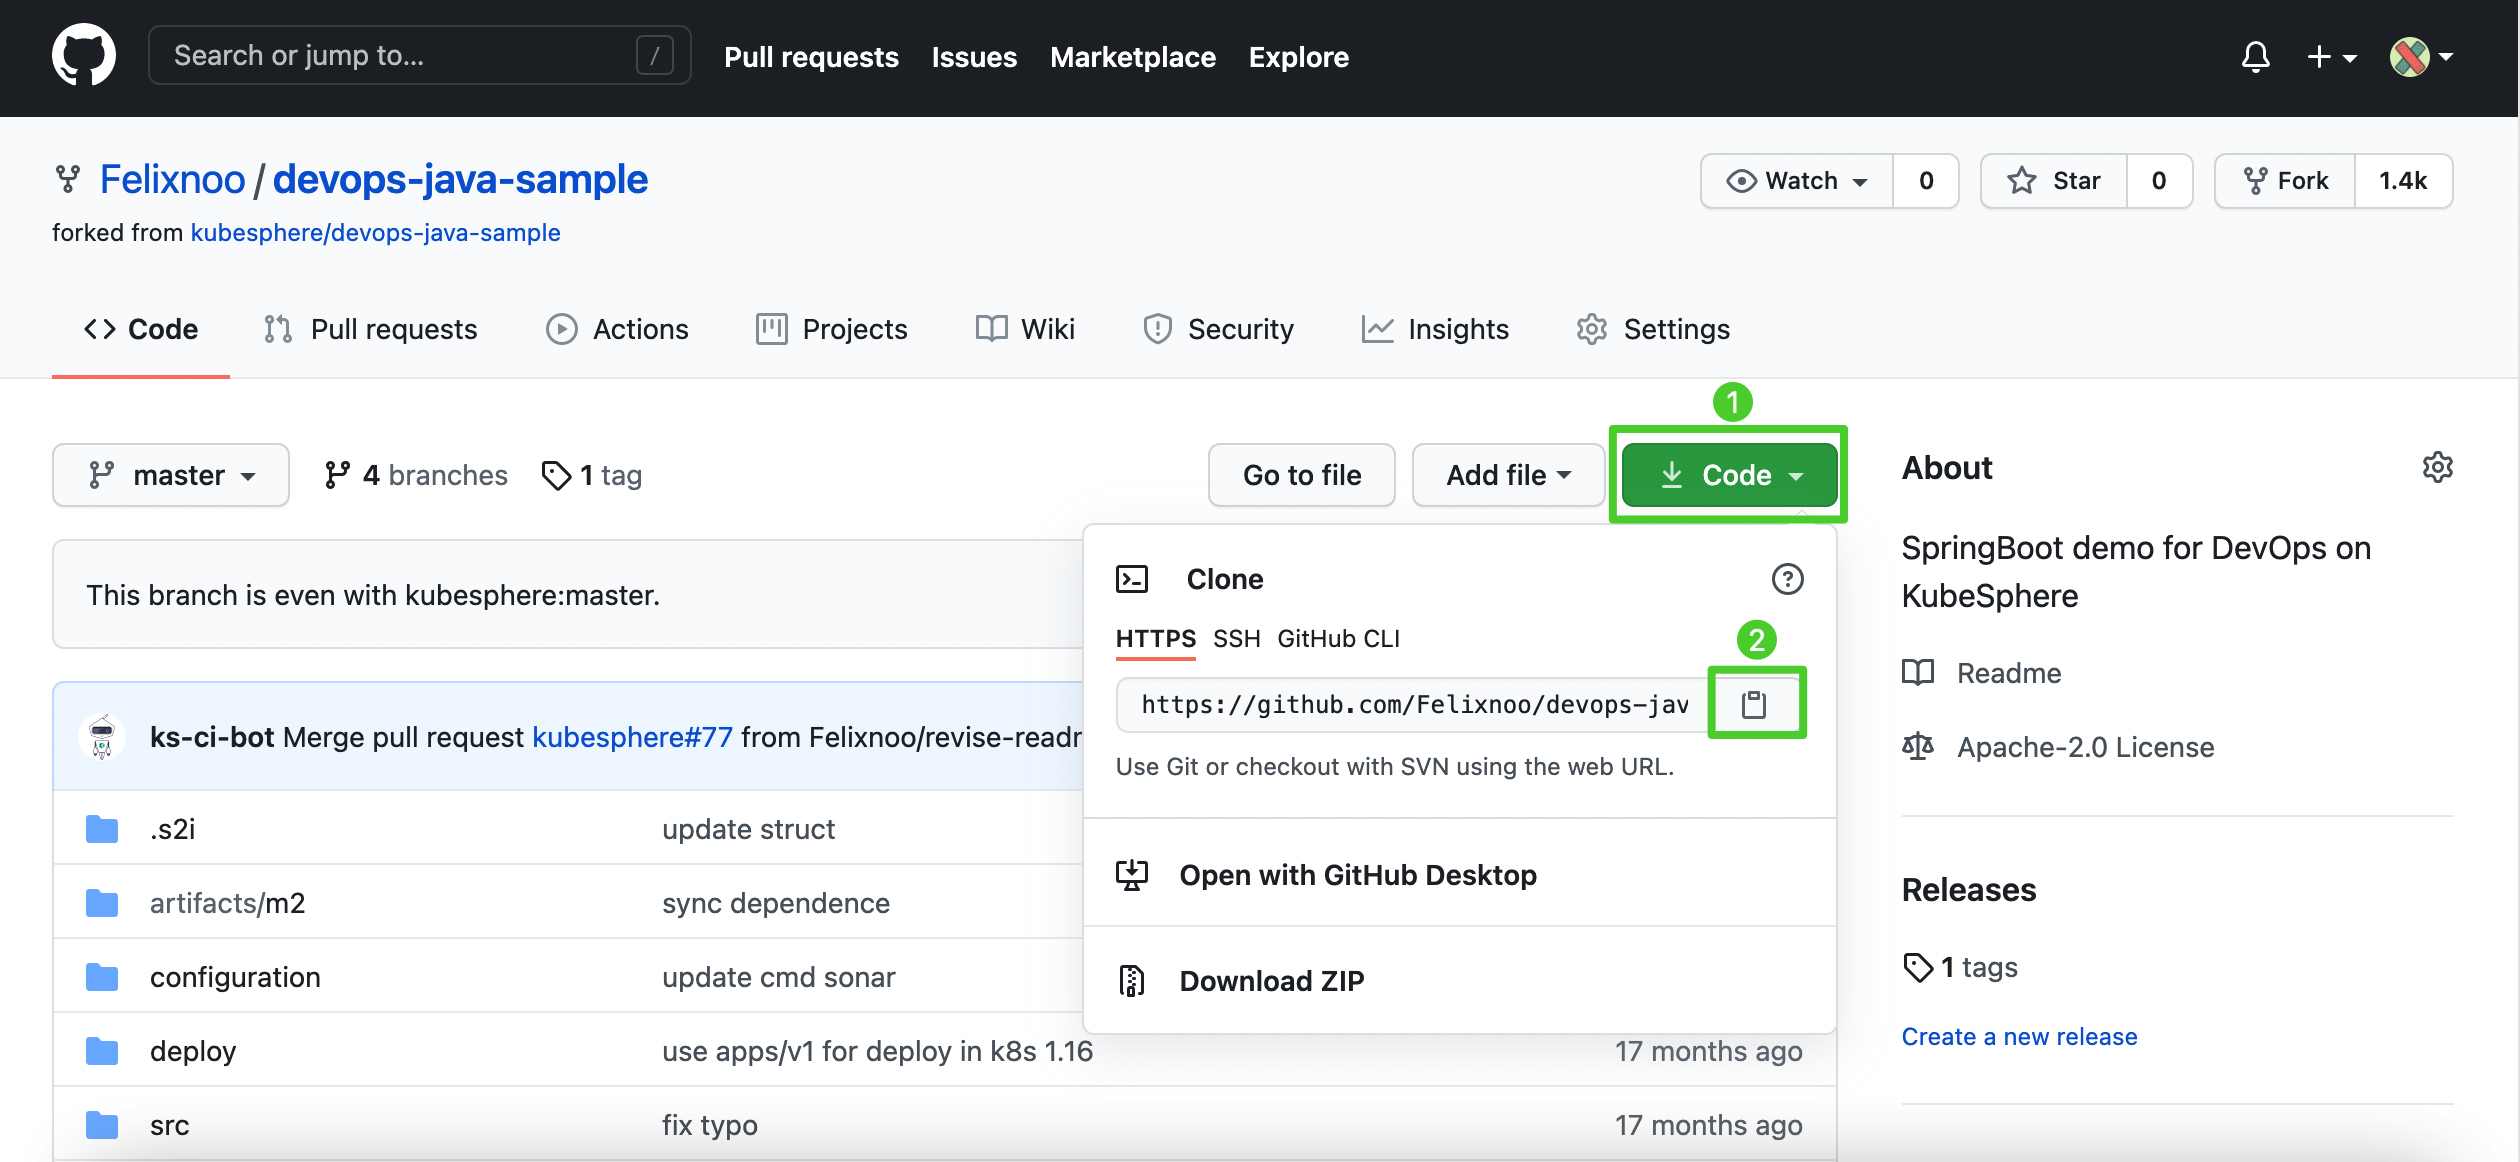 Search or jump to... /
Pull requests Issues Marketplace Explore
Felixnoo / devops-java-sample
forked from kubesphere/devops-java-sample
Watch 0 Star 0 Fork 1.4k
Code Pull requests Actions Projects Wiki Security Insights Settings
1
master 4 branches 1 tag Go to file Add file Code
This branch is even with kubesphere:master.
ks-ci-bot Merge pull request kubesphere#77 from Felixnoo/revise-readr
.s2i update struct
artifacts/m2 sync dependence
configuration update cmd sonar
deploy use apps/v1 for deploy in k8s 1.16 17 months ago
src fix typo 17 months ago
Clone ?
HTTPS SSH GitHub CLI
2
https://github.com/Felixnoo/devops-jav
Use Git or checkout with SVN using the web URL.
Open with GitHub Desktop
Download ZIP
About
SpringBoot demo for DevOps on
KubeSphere
Readme
Apache-2.0 License
Releases
1 tags
Create a new release